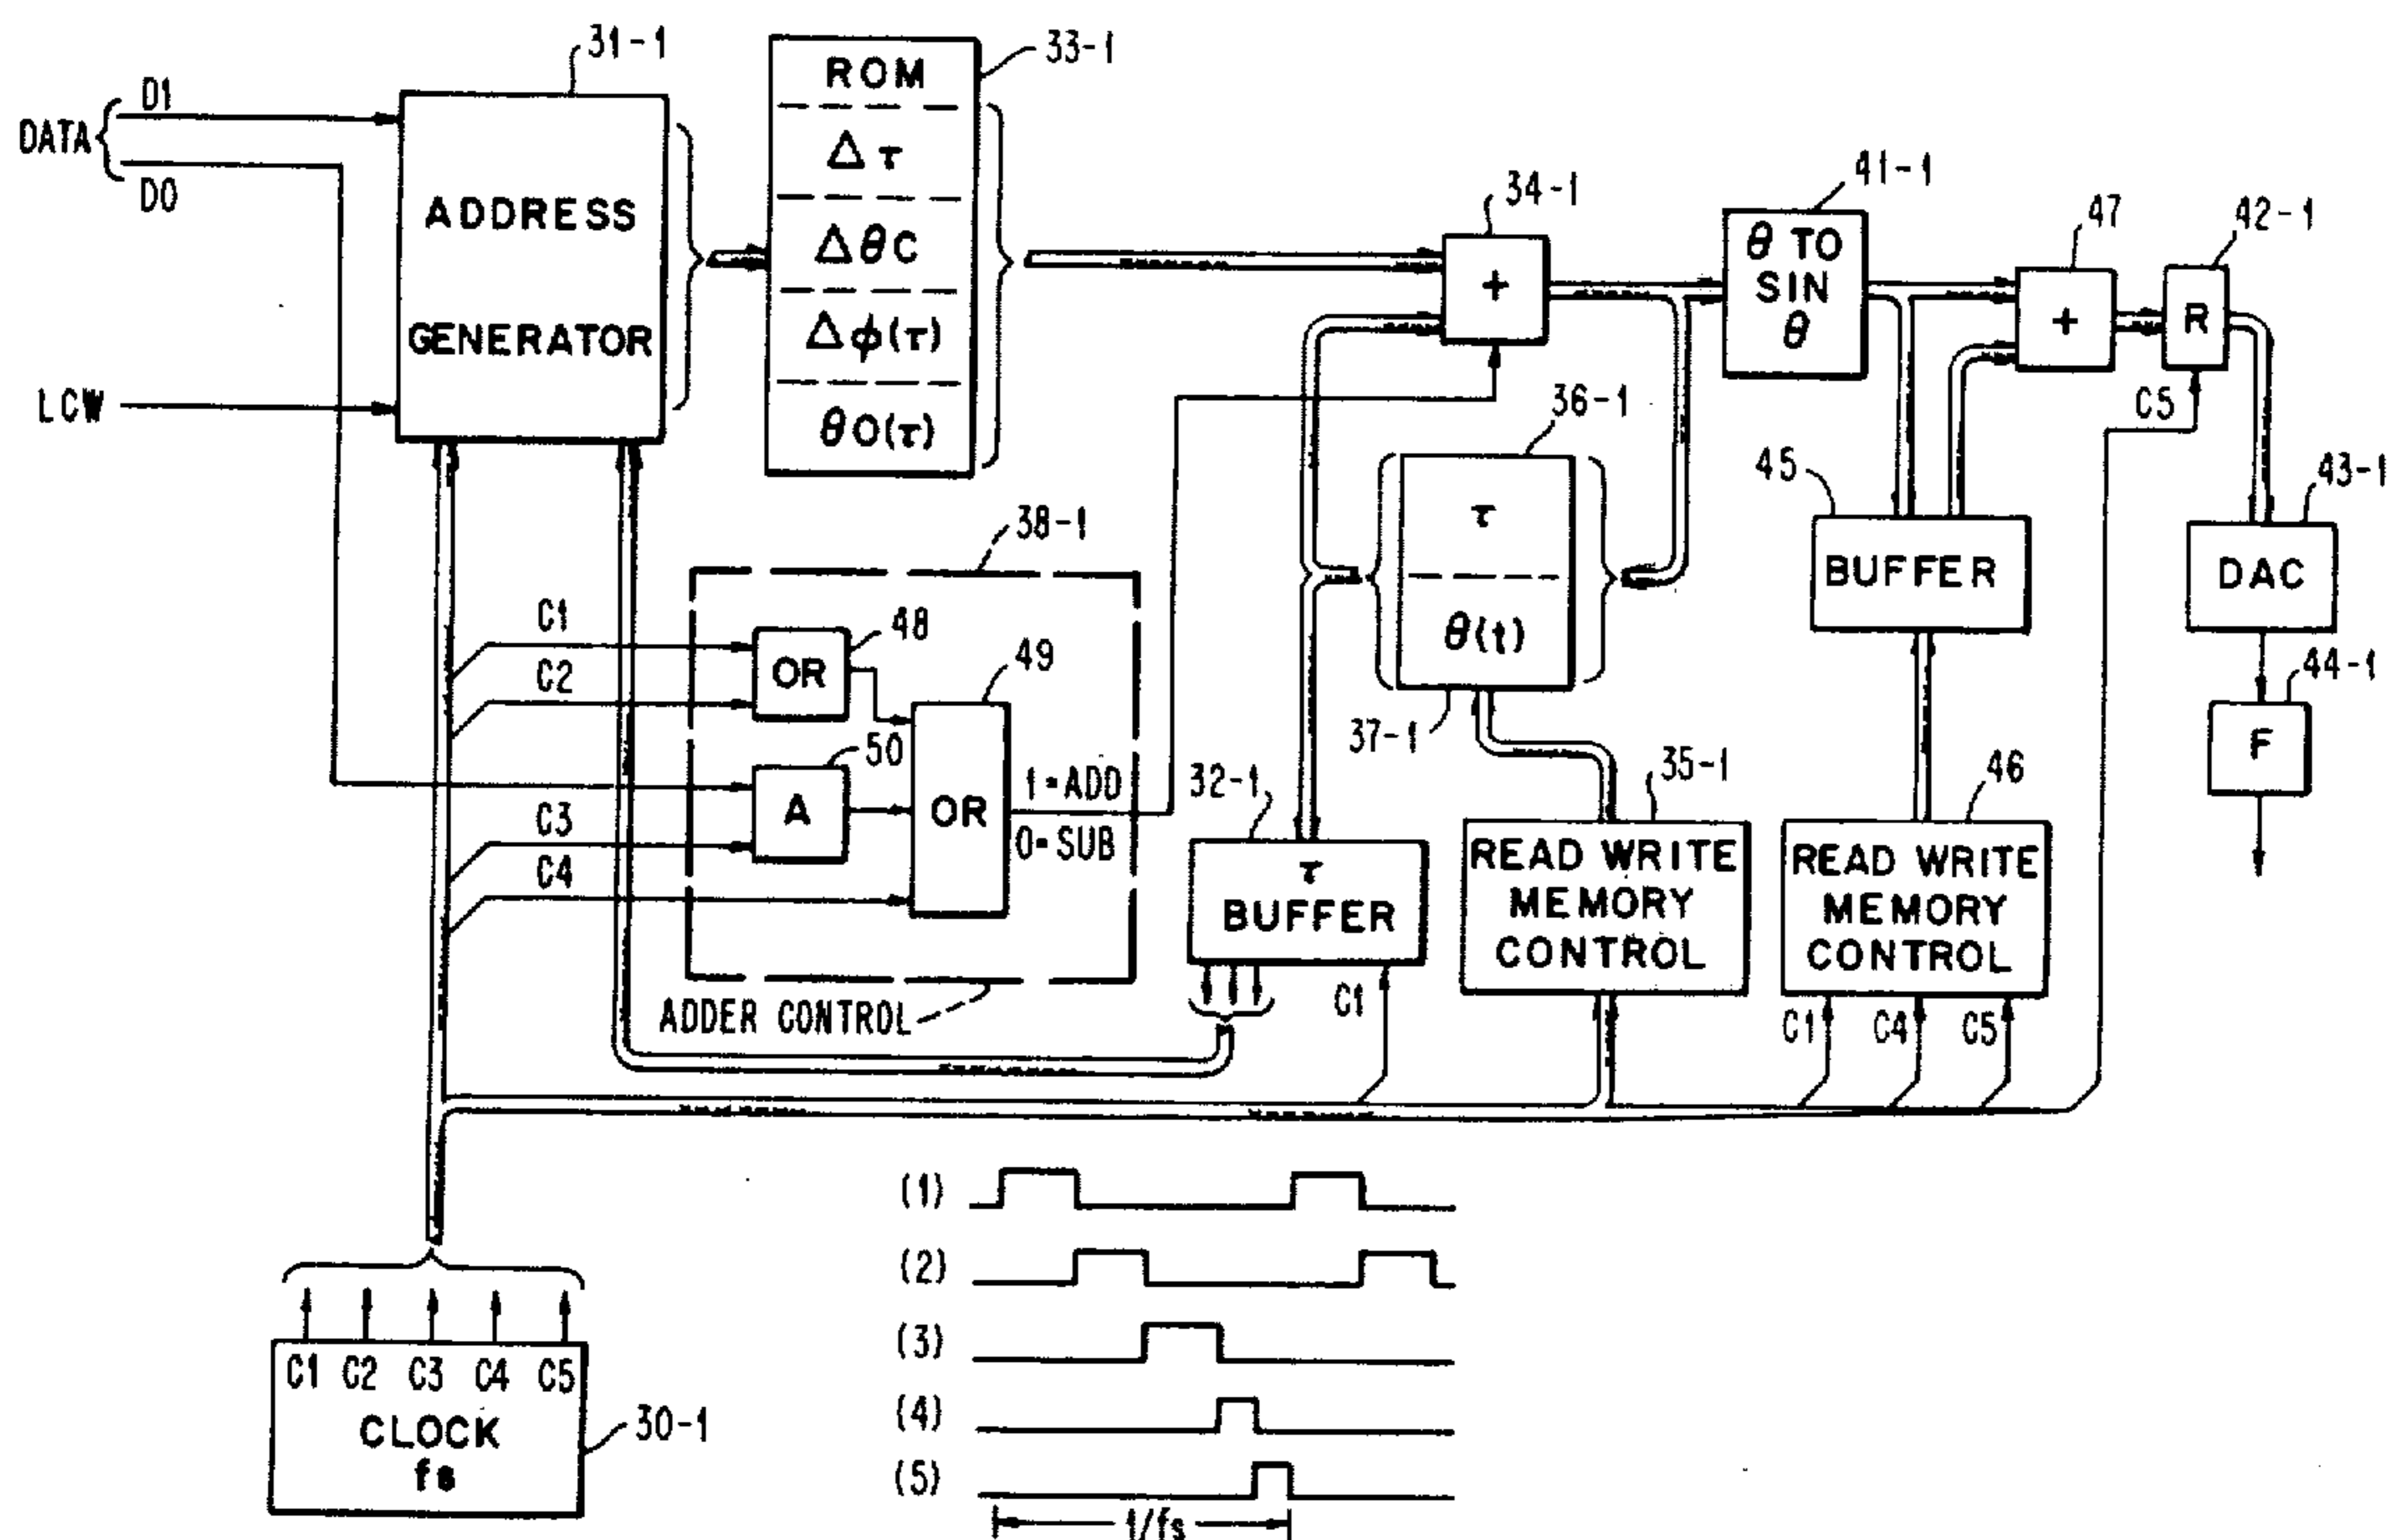 DATA
D1
D0
LCW
31-1
ADDRESS
GENERATOR
33-1
ROM
Δτ
ΔθC
Δϕ(τ)
θO(τ)
34-1
+
41-1
θ TO
SIN
θ
47
+
42-1
R
C5
36-1
τ
θ(t)
37-1
45
BUFFER
43-1
DAC
44-1
F
38-1
C1
C2
C3
C4
OR
48
A
50
OR
49
1=ADD
0=SUB
ADDER CONTROL
32-1
τ
BUFFER
C1
35-1
READ WRITE
MEMORY
CONTROL
46
READ WRITE
MEMORY
CONTROL
C1
C4
C5
C1 C2 C3 C4 C5
CLOCK
fs
30-1
(1)
(2)
(3)
(4)
(5)
1/fs